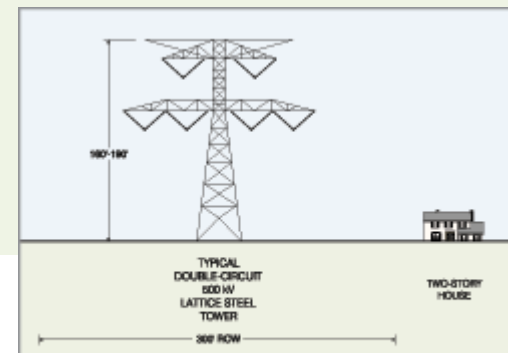 160'-190'
TYPICAL
DOUBLE-CIRCUIT
500 kV
LATTICE STEEL
TOWER
TWO-STORY
HOUSE
300' ROW